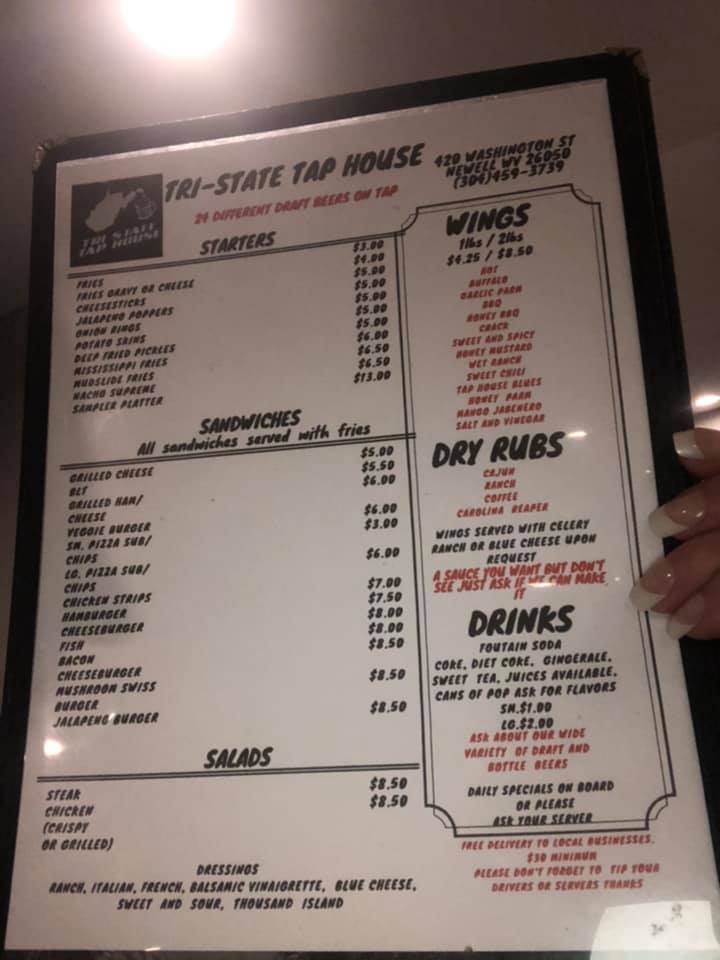 TRI STATE
TAP HOUSE
TRI-STATE TAP HOUSE
24 DIFFERENT DRAFT BEERS ON TAP
420 WASHINGTON ST
NEWELL WV 26050
(304)459-3739
STARTERS
FRIES $3.00
FRIES GRAVY OR CHEESE $4.00
CHEESESTICKS $5.00
JALAPENO POPPERS $5.00
ONION RINGS $5.00
POTATO SKINS $5.00
DEEP FRIED PICKLES $5.00
MISSISSIPPI FRIES $6.00
MUDSLIDE FRIES $6.50
NACHO SUPREME $6.50
SAMPLER PLATTER $13.00
SANDWICHES
All sandwiches served with fries
GRILLED CHEESE $5.00
BLT $5.50
GRILLED HAM/ $6.00
CHEESE
VEGGIE BURGER $6.00
SM. PIZZA SUB/ $3.00
CHIPS
LG. PIZZA SUB/ $6.00
CHIPS
CHICKEN STRIPS $7.00
HAMBURGER $7.50
CHEESEBURGER $8.00
FISH $8.00
BACON $8.50
CHEESEBURGER
MUSHROOM SWISS $8.50
BURGER
JALAPENO BURGER $8.50
SALADS
STEAK $8.50
CHICKEN $8.50
(CRISPY
OR GRILLED)
DRESSINGS
RANCH, ITALIAN, FRENCH, BALSAMIC VINAIGRETTE, BLUE CHEESE,
SWEET AND SOUR, THOUSAND ISLAND
WINGS
1lbs / 2lbs
$4.25 / $8.50
HOT
BUFFALO
GARLIC PARM
BBQ
HONEY BBQ
CRACK
SWEET AND SPICY
HONEY MUSTARD
WET RANCH
SWEET CHILI
TAP HOUSE BLUES
HONEY PARM
MANGO JABENERO
SALT AND VINEGAR
DRY RUBS
CAJUN
RANCH
COFFEE
CAROLINA REAPER
WINGS SERVED WITH CELERY
RANCH OR BLUE CHEESE UPON
REQUEST
A SAUCE YOU WANT BUT DON'T
SEE JUST ASK IF WE CAN MAKE
IT
DRINKS
FOUTAIN SODA
COKE, DIET COKE, GINGERALE,
SWEET TEA, JUICES AVAILABLE,
CANS OF POP ASK FOR FLAVORS
SM.$1.00
LG.$2.00
ASK ABOUT OUR WIDE
VARIETY OF DRAFT AND
BOTTLE BEERS
DAILY SPECIALS ON BOARD
OR PLEASE
ASK YOUR SERVER
FREE DELIVERY TO LOCAL BUSINESSES.
$30 MINIMUM
PLEASE DON'T FORGET TO TIP YOUR
DRIVERS OR SERVERS THANKS